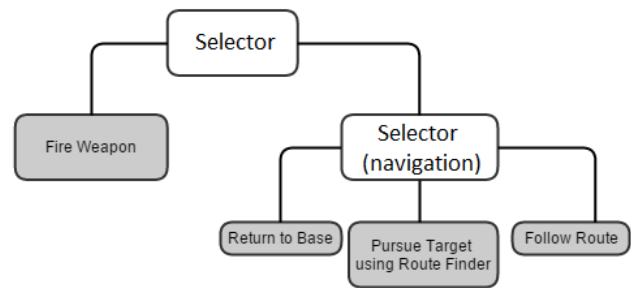 Selector
Fire Weapon
Selector
(navigation)
Return to Base
Pursue Target
using Route Finder
Follow Route